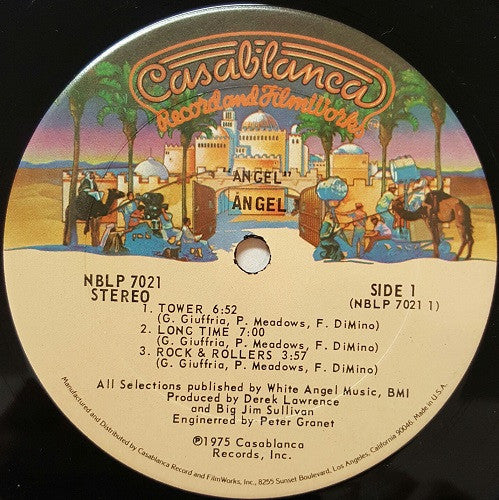 Casablanca
Record and FilmWorks
"ANGEL"
ANGEL
NBLP 7021
STEREO
SIDE 1
(NBLP 7021 1)
1. TOWER 6:52
(G. Giuffria, P. Meadows, F. DiMino)
2. LONG TIME 7:00
(G. Giuffria, P. Meadows, F. DiMino)
3. ROCK & ROLLERS 3:57
(G. Giuffria, P. Meadows, F. DiMino)
All Selections published by White Angel Music, BMI
Produced by Derek Lawrence
and Big Jim Sullivan
Enginerred by Peter Granet
℗1975 Casablanca
Records, Inc.
Manufactured and Distributed by Casablanca Record and FilmWorks, Inc., 8255 Sunset Boulevard, Los Angeles, California 90046. Made in U.S.A.